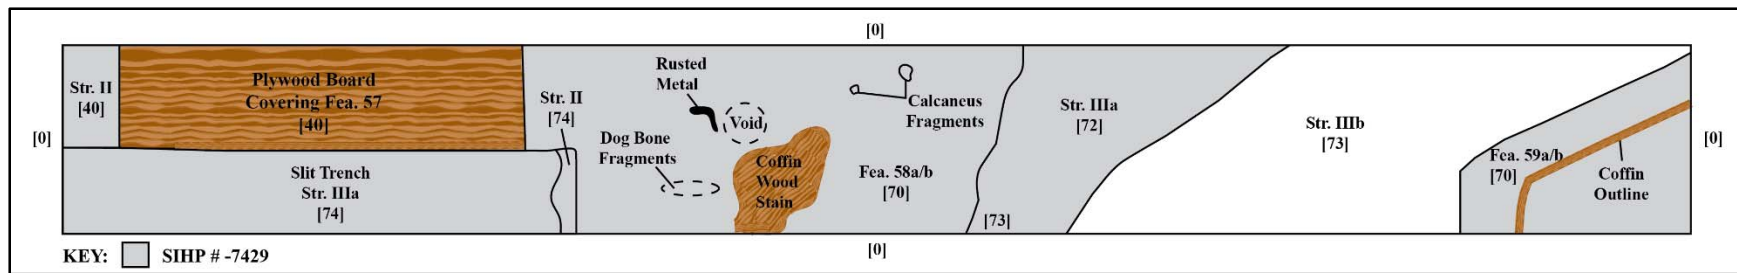 [0]
Str. II
[40]
Plywood Board
Covering Fea. 57
[40]
Str. II
[74]
Rusted
Metal
Void
Dog Bone
Fragments
Coffin
Wood
Stain
Calcaneus
Fragments
Fea. 58a/b
[70]
Str. IIIa
[72]
[73]
Str. IIIb
[73]
Fea. 59a/b
[70]
Coffin
Outline
[0]
[0]
Slit Trench
Str. IIIa
[74]
[0]
KEY: SIHP # -7429